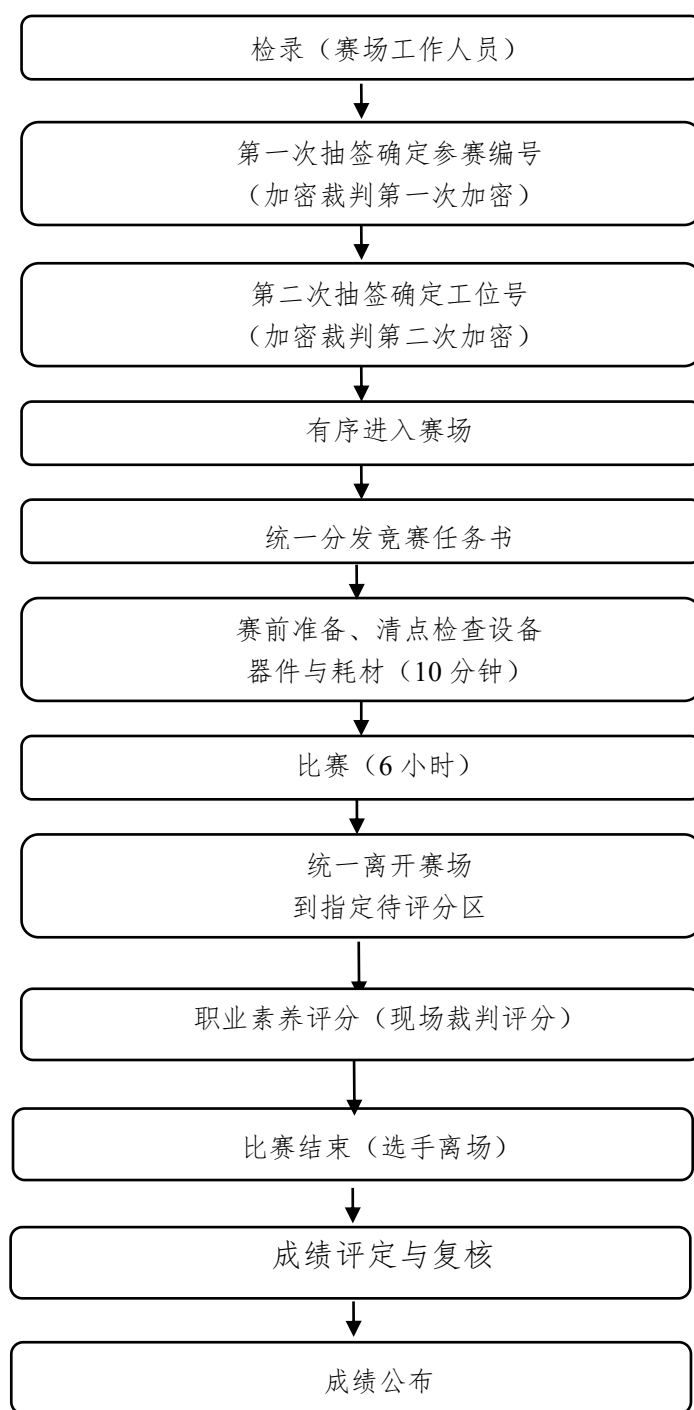 检录（赛场工作人员）
第一次抽签确定参赛编号
（加密裁判第一次加密）
第二次抽签确定工位号
（加密裁判第二次加密）
有序进入赛场
统一分发竞赛任务书
赛前准备、清点检查设备
器件与耗材（10 分钟）
比赛（6 小时）
统一离开赛场
到指定待评分区
职业素养评分（现场裁判评分）
比赛结束（选手离场）
成绩评定与复核
成绩公布